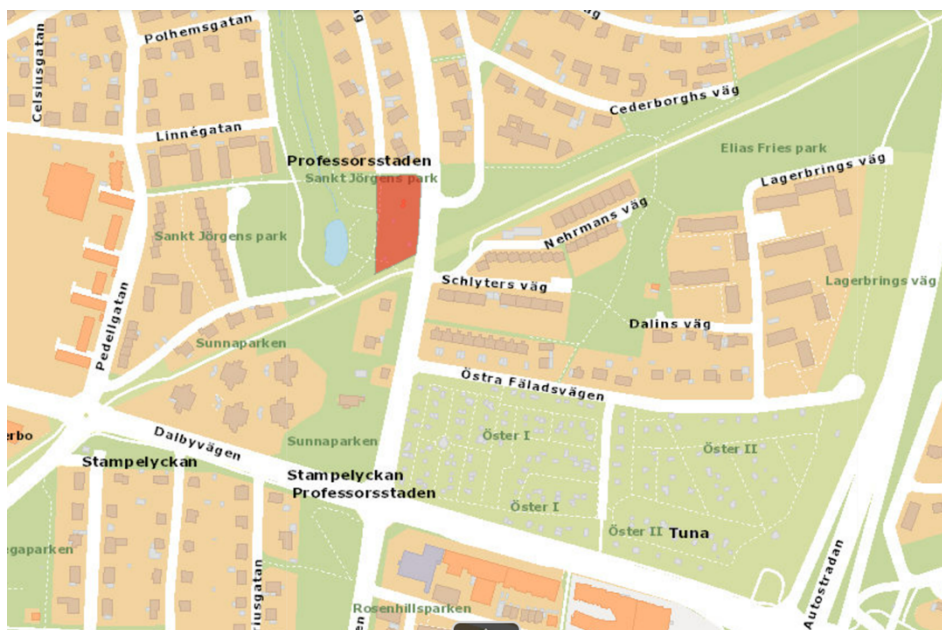 Polhemsgatan
Celsiusgatan
Linnégatan
Professorsstaden
Sankt Jörgens park
Cederborghs väg
Elias Fries park
Lagerbrings väg
Nehrmans väg
Sankt Jörgens park
Schlyters väg
Lagerbrings väg
Pedellgatan
Dalins väg
Sunnaparken
Östra Fäladsvägen
Dalbyvägen
Sunnaparken
Öster I
Öster II
Stampelyckan
Stampelyckan
Professorsstaden
Öster I
Öster II
Tuna
Autostradan
Rosenhillsparken